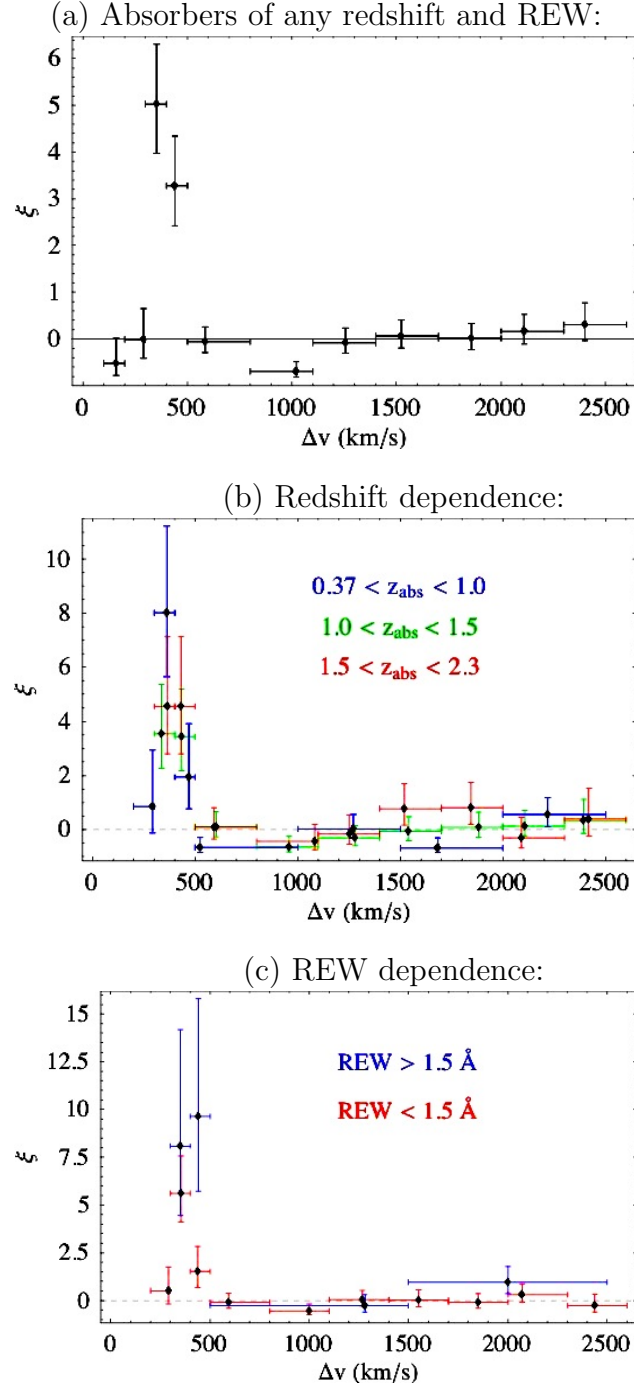 (a) Absorbers of any redshift and REW:
6
5
4
3
2
1
0
ξ
0 500 1000 1500 2000 2500
Δv (km/s)
(b) Redshift dependence:
10
8
6
4
2
0
ξ
0.37 < z_abs < 1.0
1.0 < z_abs < 1.5
1.5 < z_abs < 2.3
0 500 1000 1500 2000 2500
Δv (km/s)
(c) REW dependence:
15
12.5
10
7.5
5
2.5
0
ξ
REW > 1.5 Å
REW < 1.5 Å
0 500 1000 1500 2000 2500
Δv (km/s)